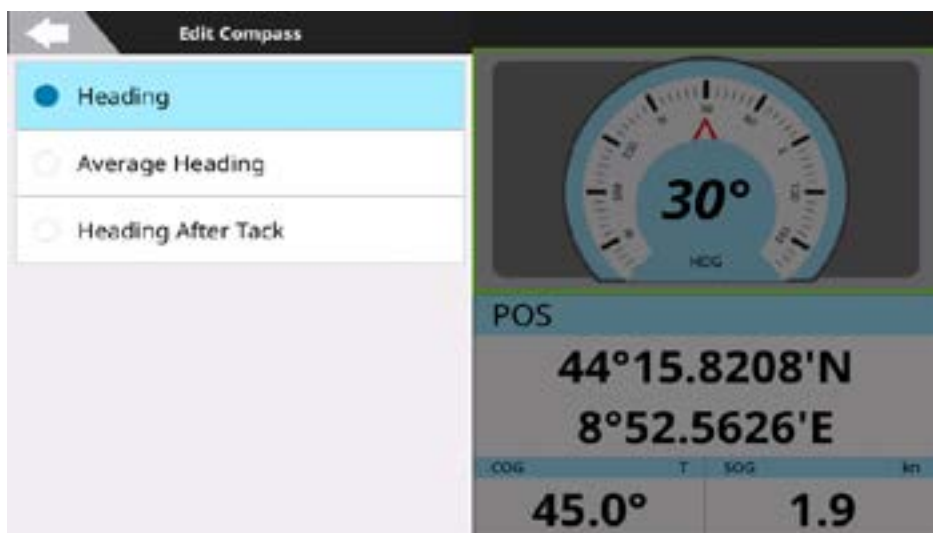 Edit Compass
Heading
Average Heading
Heading After Tack
30°
HDG
POS
44°15.8208'N
8°52.5626'E
COG T SOG kn
45.0° 1.9